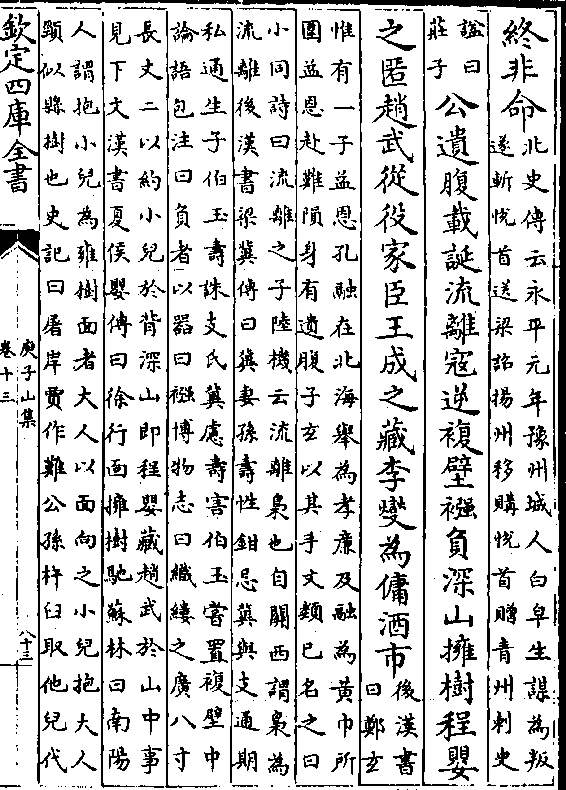 終非命北史傳云永平元年豫州城人白皁生謀為叛
遂斬悦首送梁詔揚州移購悦首贈青州刺史
諡曰
莊子公遺腹載誕流離寇逆複壁襁負深山擁樹程嬰
之匿趙武從役家臣王成之藏李燮為傭酒市後漢書
曰鄭𤣥
惟有一子益恩孔融在北海舉為孝廉及融為黄巾所
圍益恩赴難隕身有遺腹子𤣥以其手文類已名之曰
小同詩曰流離之子陸機云流離梟也自關西謂梟為
流離後漢書梁冀傳曰冀妻孫壽性鉗忌冀與支通期
私通生子伯玉壽誅支氏冀慮壽害伯玉嘗置複壁中
論語包注曰負者以器曰襁博物志曰織縷之廣八寸
長丈二以約小兒於背深山即程嬰藏趙武於山中事
見下文漢書夏侯嬰傳曰徐行面擁樹馳蘇林曰南陽
人謂抱小兒為雍樹面者大人以面向之小兒抱大人
頸似縣樹也史記曰屠岸賈作難公孫杵臼取他兒代
欽定四庫全書
庾子山集
卷十三
八十三